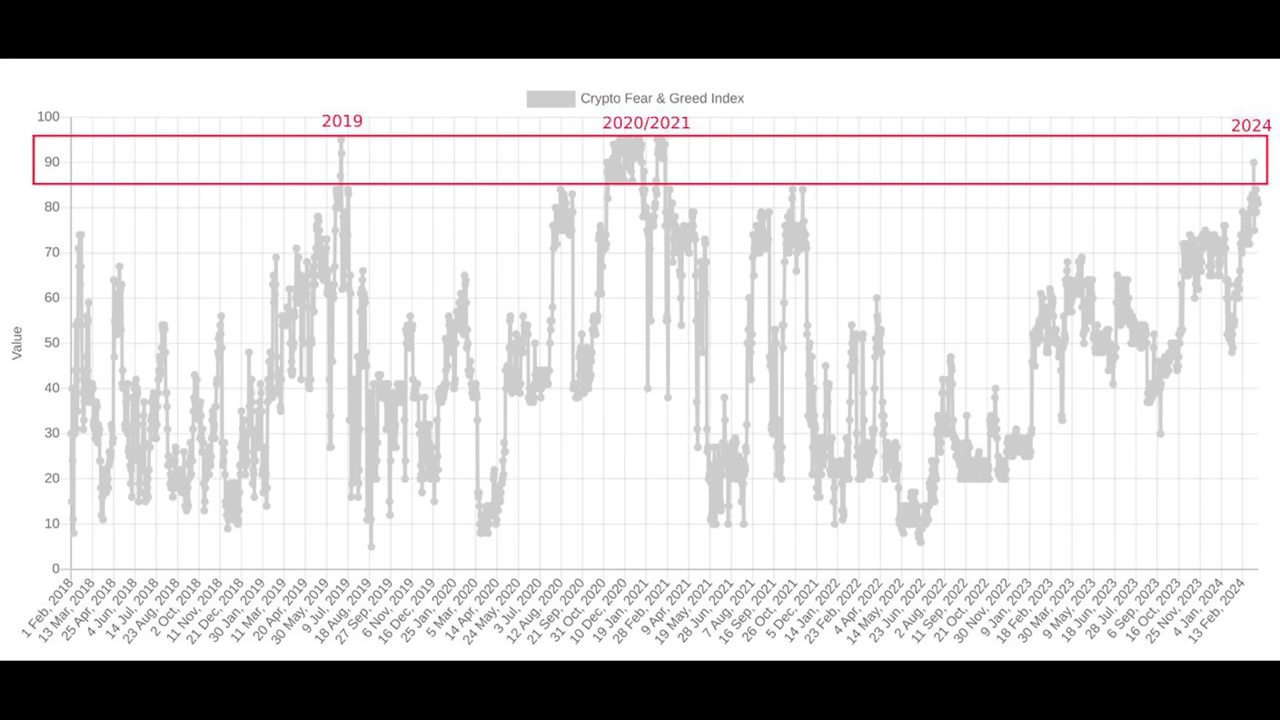 Crypto Fear & Greed Index
2019
2020/2021
2024
Value
100
90
80
70
60
50
40
30
20
10
0
1 Feb, 2018
13 Mar, 2018
25 Apr, 2018
4 Jun, 2018
14 Jul, 2018
23 Aug, 2018
2 Oct, 2018
11 Nov, 2018
21 Dec, 2018
30 Jan, 2019
11 Mar, 2019
20 Apr, 2019
30 May, 2019
9 Jul, 2019
18 Aug, 2019
27 Sep, 2019
6 Nov, 2019
16 Dec, 2019
25 Jan, 2020
5 Mar, 2020
14 Apr, 2020
24 May, 2020
3 Jul, 2020
12 Aug, 2020
21 Sep, 2020
31 Oct, 2020
10 Dec, 2020
19 Jan, 2021
28 Feb, 2021
9 Apr, 2021
19 May, 2021
28 Jun, 2021
7 Aug, 2021
16 Sep, 2021
26 Oct, 2021
5 Dec, 2021
14 Jan, 2022
23 Feb, 2022
4 Apr, 2022
14 May, 2022
23 Jun, 2022
2 Aug, 2022
11 Sep, 2022
21 Oct, 2022
30 Nov, 2022
9 Jan, 2023
18 Feb, 2023
30 Mar, 2023
9 May, 2023
18 Jun, 2023
28 Jul, 2023
6 Sep, 2023
16 Oct, 2023
25 Nov, 2023
4 Jan, 2024
13 Feb, 2024